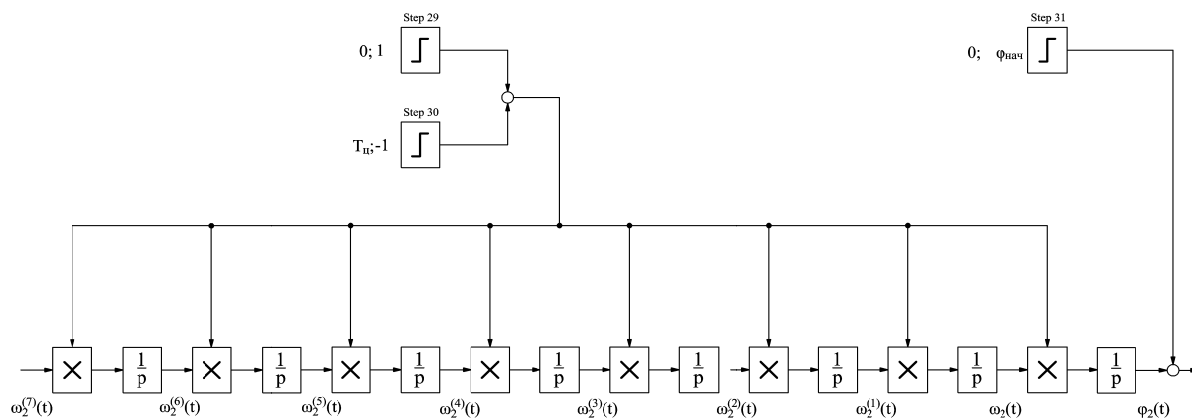 Step 29
0; 1
Step 30
Tц;-1
Step 31
0; φнач
1/p
1/p
1/p
1/p
1/p
1/p
1/p
1/p
ω₂⁽⁷⁾(t)
ω₂⁽⁶⁾(t)
ω₂⁽⁵⁾(t)
ω₂⁽⁴⁾(t)
ω₂⁽³⁾(t)
ω₂⁽²⁾(t)
ω₂⁽¹⁾(t)
ω₂(t)
φ₂(t)